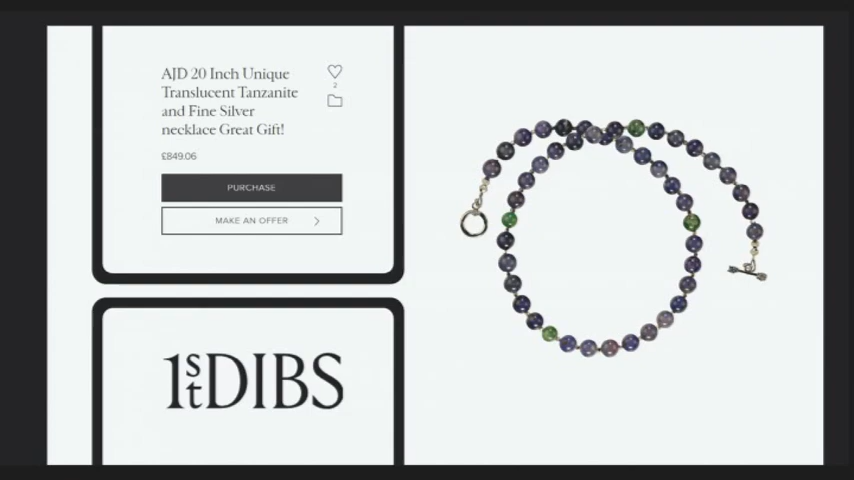 AJD 20 Inch Unique
Translucent Tanzanite
and Fine Silver
necklace Great Gift!
2
£849.06
PURCHASE
MAKE AN OFFER
1stDIBS